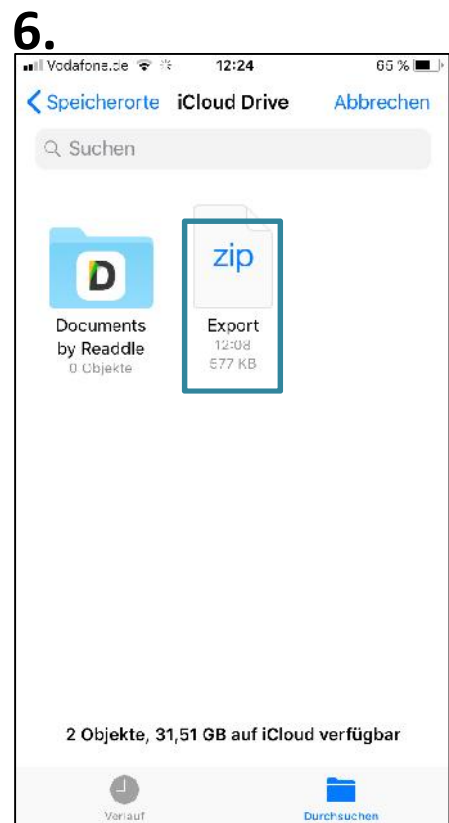 6.
Vodafone.de 12:24 65 %
Speicherorte iCloud Drive Abbrechen
Suchen
D zip
Documents Export
by Readdle 12:08
0 Objekte 577 KB
2 Objekte, 31,51 GB auf iCloud verfügbar
Verlauf Durchsuchen